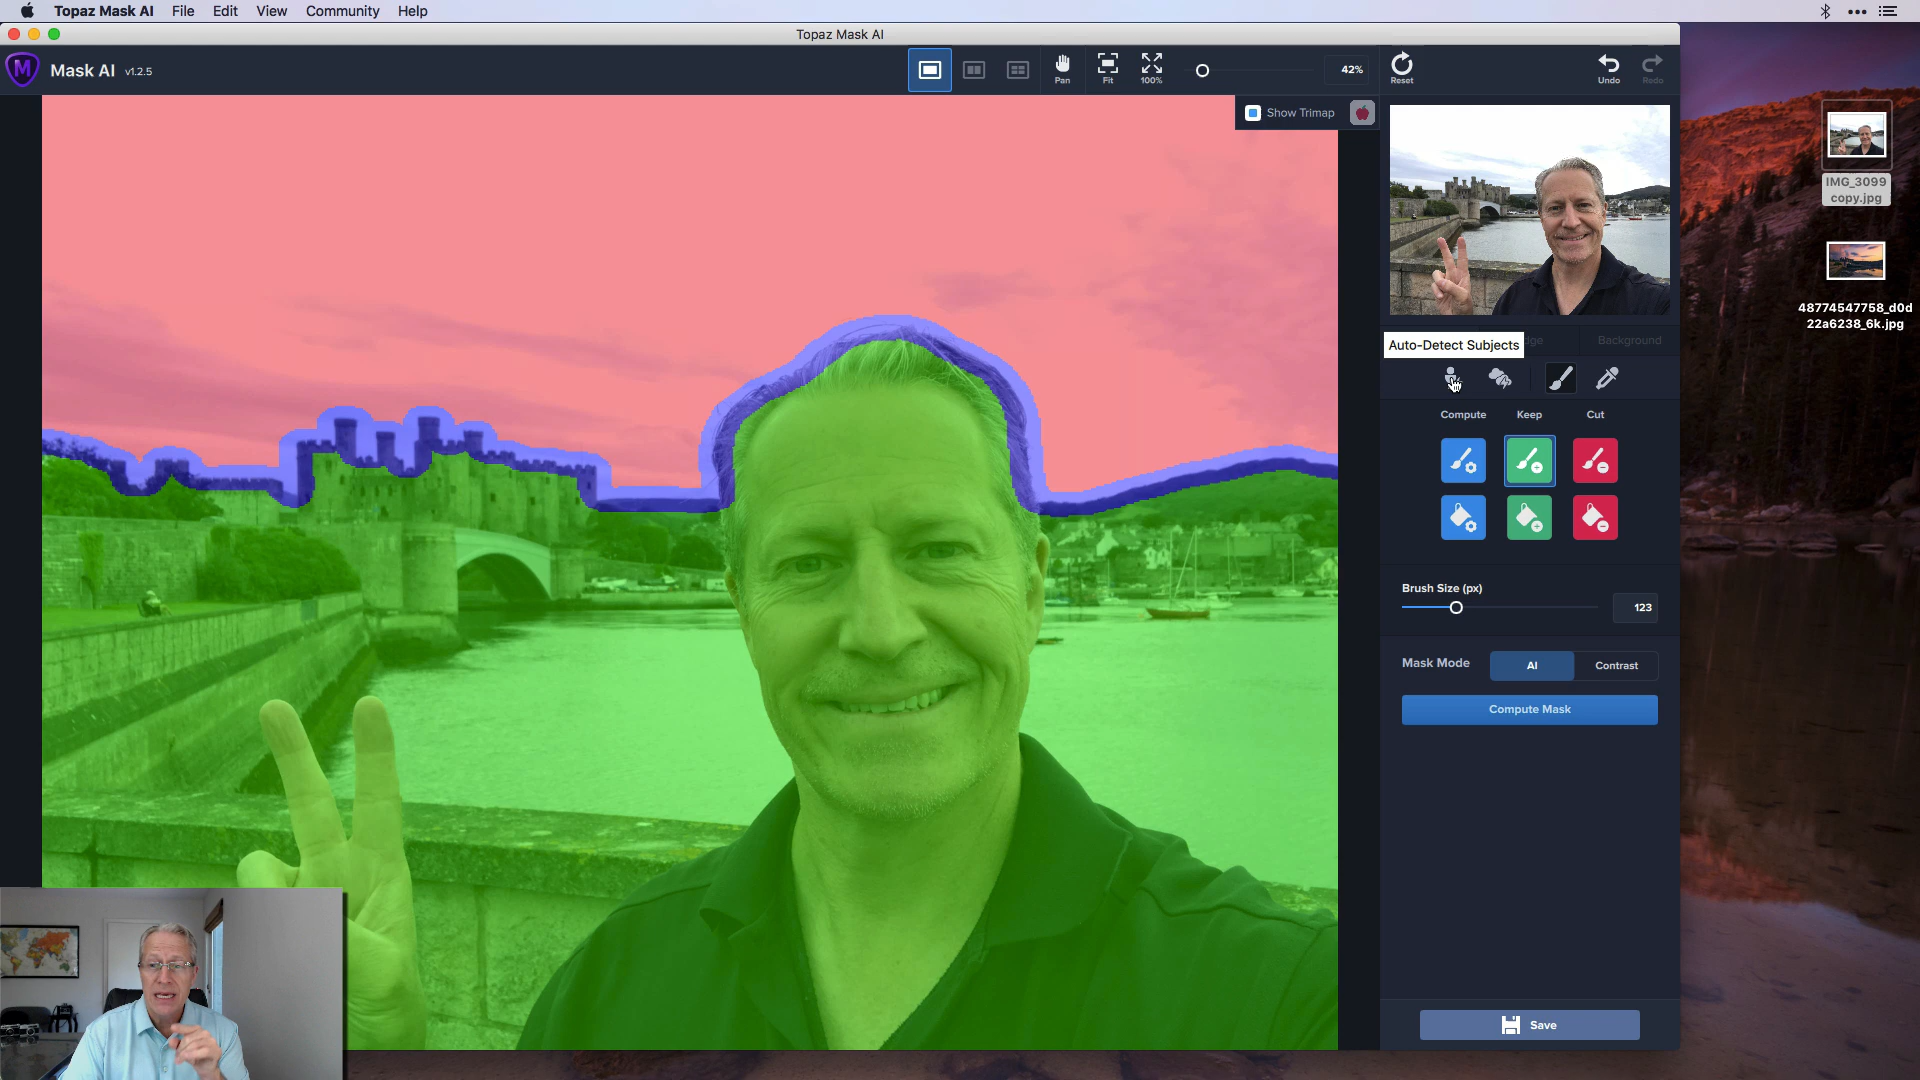 Topaz Mask AI File Edit View Community Help
Topaz Mask AI
M Mask AI v1.2.5
Pan Fit 100% 42% Reset Undo Redo
Show Trimap
IMG_3099
copy.jpg
48774547758_d0d
22a6238_6k.jpg
Auto-Detect Subjects
Background
Compute Keep Cut
Brush Size (px)
123
Mask Mode AI Contrast
Compute Mask
Save